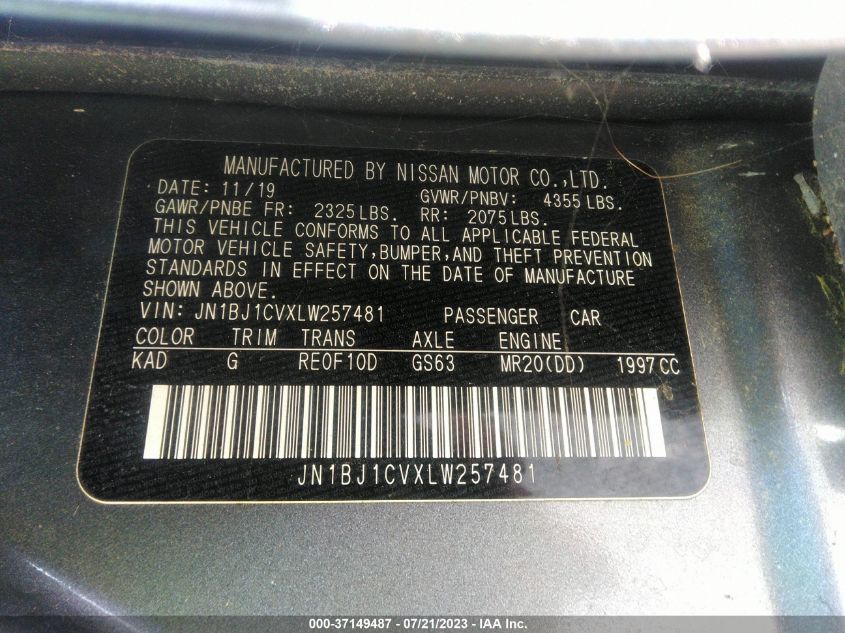 MANUFACTURED BY NISSAN MOTOR CO.,LTD.
DATE: 11/19 GVWR/PNBV: 4355 LBS.
GAWR/PNBE FR: 2325 LBS. RR: 2075 LBS.
THIS VEHICLE CONFORMS TO ALL APPLICABLE FEDERAL
MOTOR VEHICLE SAFETY,BUMPER,AND THEFT PREVENTION
STANDARDS IN EFFECT ON THE DATE OF MANUFACTURE
SHOWN ABOVE.
VIN: JN1BJ1CVXLW257481 PASSENGER CAR
COLOR TRIM TRANS AXLE ENGINE
KAD G RE0F10D GS63 MR20(DD) 1997 CC
JN1BJ1CVXLW257481
000-37149487 - 07/21/2023 - IAA Inc.